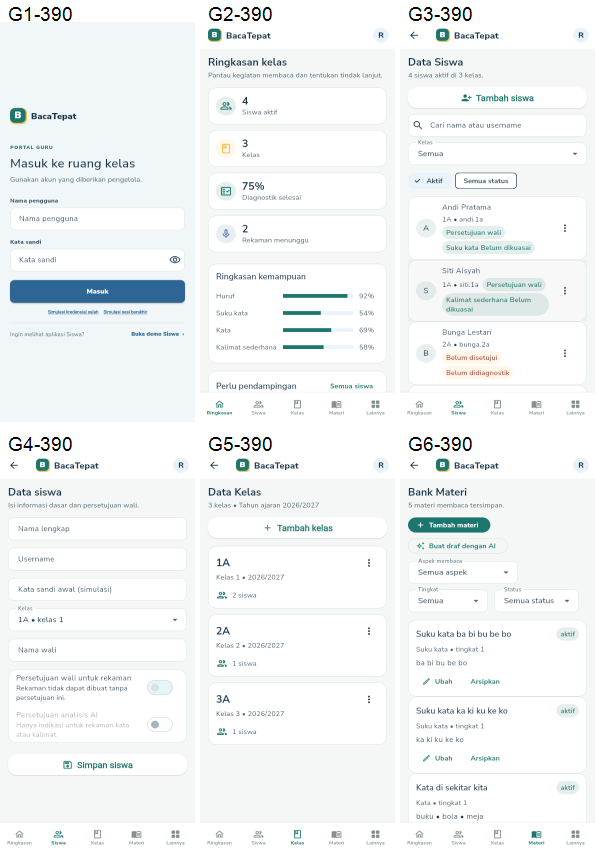 G1-390
B BacaTepat
PORTAL GURU
Masuk ke ruang kelas
Gunakan akun yang diberikan pengelola.
Nama pengguna
Nama pengguna
Kata sandi
Kata sandi
Masuk
Simulasi kredensial salah Simulasi sesi berakhir
Ingin melihat aplikasi Siswa? Buka demo Siswa
G2-390
B BacaTepat R
Ringkasan kelas
Pantau kegiatan membaca dan tentukan tindak lanjut.
4
Siswa aktif
3
Kelas
75%
Diagnostik selesai
2
Rekaman menunggu
Ringkasan kemampuan
Huruf 92%
Suku kata 54%
Kata 69%
Kalimat sederhana 58%
Perlu pendampingan Semua siswa
Ringkasan Siswa Kelas Materi Lainnya
G3-390
B BacaTepat R
Data Siswa
4 siswa aktif di 3 kelas.
Tambah siswa
Cari nama atau username
Kelas
Semua
Aktif Semua status
A
Andi Pratama
1A • andi.1a
Persetujuan wali
Suku kata Belum dikuasai
S
Siti Aisyah
1A • siti.1a Persetujuan wali
Kalimat sederhana Belum
dikuasai
B
Bunga Lestari
2A • bunga.2a
Belum disetujui
Belum didiagnostik
Ringkasan Siswa Kelas Materi Lainnya
G4-390
B BacaTepat R
Data siswa
Isi informasi dasar dan persetujuan wali.
Nama lengkap
Username
Kata sandi awal (simulasi)
Kelas
1A • kelas 1
Nama wali
Persetujuan wali untuk rekaman
Rekaman tidak dapat dibuat tanpa
persetujuan ini.
Persetujuan analisis AI
Hanya indikasi untuk rekaman kata
atau kalimat.
Simpan siswa
Ringkasan Siswa Kelas Materi Lainnya
G5-390
B BacaTepat R
Data Kelas
3 kelas • Tahun ajaran 2026/2027
+ Tambah kelas
1A
Kelas 1 • 2026/2027
2 siswa
2A
Kelas 2 • 2026/2027
1 siswa
3A
Kelas 3 • 2026/2027
1 siswa
Ringkasan Siswa Kelas Materi Lainnya
G6-390
B BacaTepat R
Bank Materi
5 materi membaca tersimpan.
+ Tambah materi
Buat draf dengan AI
Aspek membaca
Semua aspek
Tingkat Status
Semua Semua status
Suku kata ba bi bu be bo aktif
Suku kata • tingkat 1
ba bi bu be bo
Ubah Arsipkan
Suku kata ka ki ku ke ko aktif
Suku kata • tingkat 1
ka ki ku ke ko
Ubah Arsipkan
Kata di sekitar kita aktif
Kata • tingkat 1
buku • bola • meja
Ringkasan Siswa Kelas Materi Lainnya